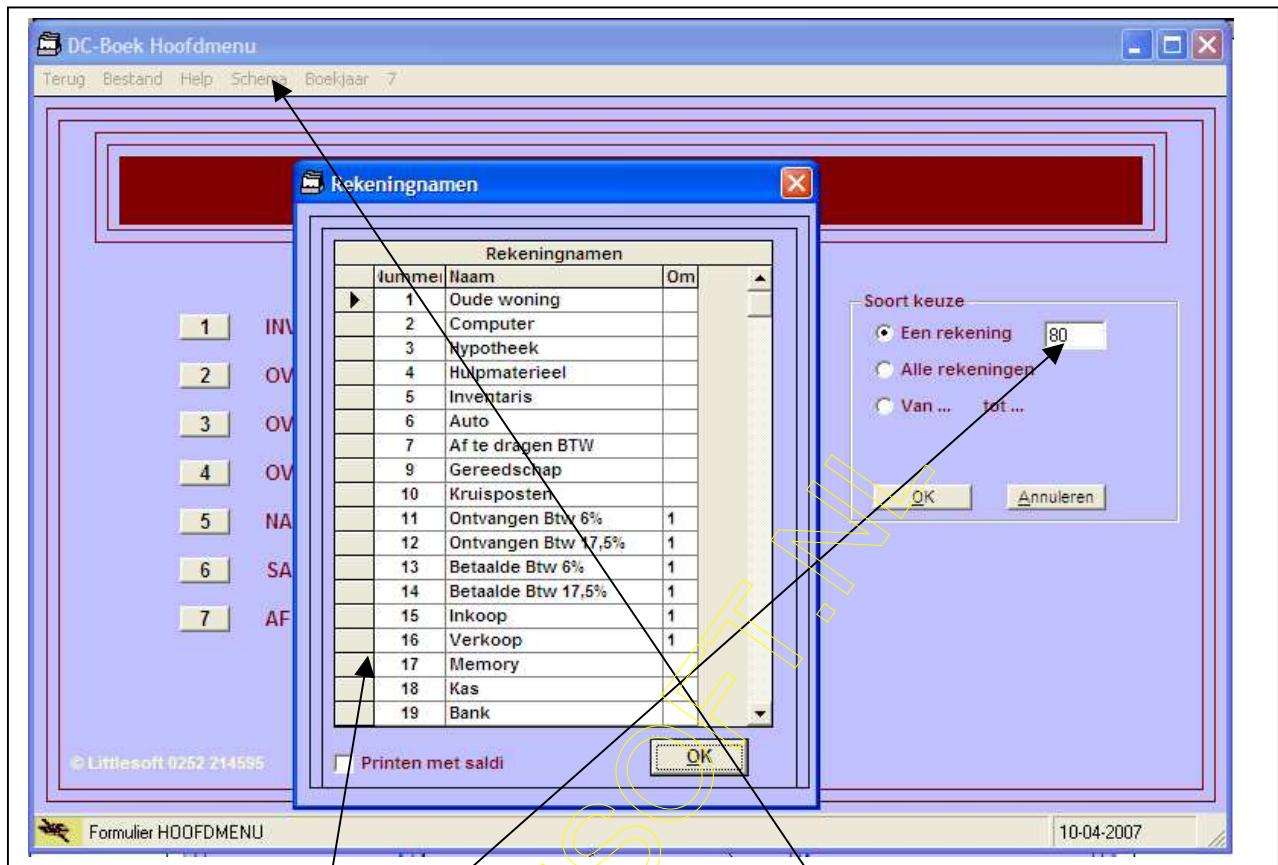 DC-Boek Hoofdmenu
Terug Bestand Help Schema Boekjaar 7
Rekeningnamen
Rekeningnamen
Nummer Naam Om
1 Oude woning
2 Computer
3 Hypotheek
4 Hulpmaterieel
5 Inventaris
6 Auto
7 Af te dragen BTW
9 Gereedschap
10 Kruisposten
11 Ontvangen Btw 6% 1
12 Ontvangen Btw 17,5% 1
13 Betaalde Btw 6% 1
14 Betaalde Btw 17,5% 1
15 Inkoop 1
16 Verkoop 1
17 Memory
18 Kas
19 Bank
Printen met saldi
OK
1 INV
2 OV
3 OV
4 OV
5 NA
6 SA
7 AF
Soort keuze
Een rekening 80
Alle rekeningen
Van ... tot ...
OK Annuleren
© Littlesoft 0252 214595
Formulier HOOFDMENU 10-04-2007
SOFT.NL